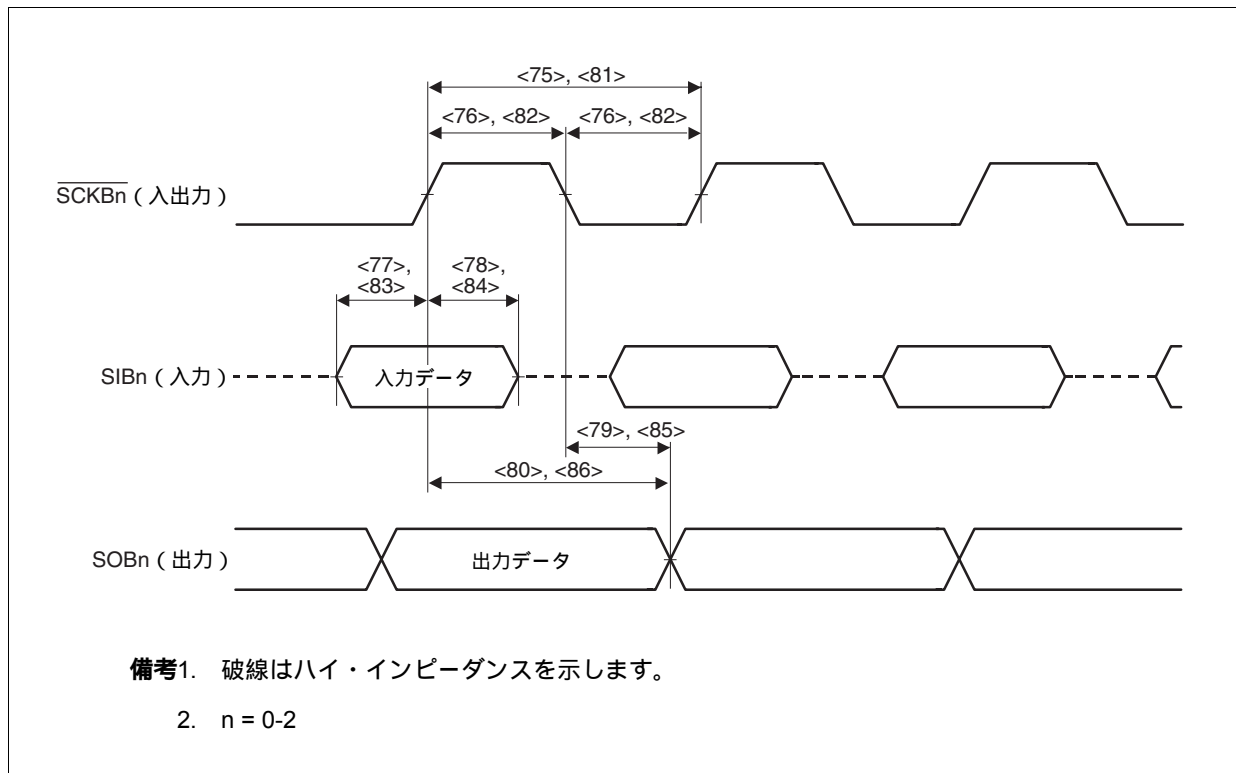 <75>, <81>
<76>, <82> <76>, <82>
SCKBn（入出力）
<77>, <78>,
<83> <84>
SIBn（入力） 入力データ
<79>, <85>
<80>, <86>
SOBn（出力） 出力データ
備考1. 破線はハイ・インピーダンスを示します。
2. n = 0-2